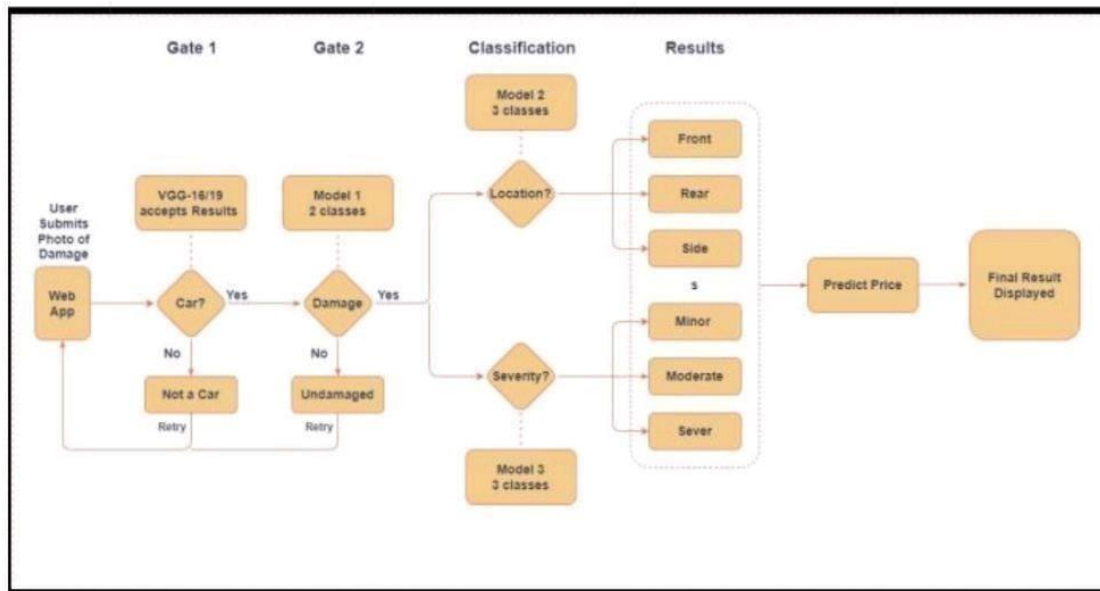 Gate 1
Gate 2
Classification
Results
Model 2
3 classes
Front
VGG-16/19
accepts Results
Model 1
2 classes
Location?
Rear
User
Submits
Photo of
Damage
Side
Web
App
Car?
Yes
Damage
Yes
s
Predict Price
Final Result
Displayed
Minor
No
No
Not a Car
Undamaged
Severity?
Moderate
Retry
Retry
Sever
Model 3
3 classes